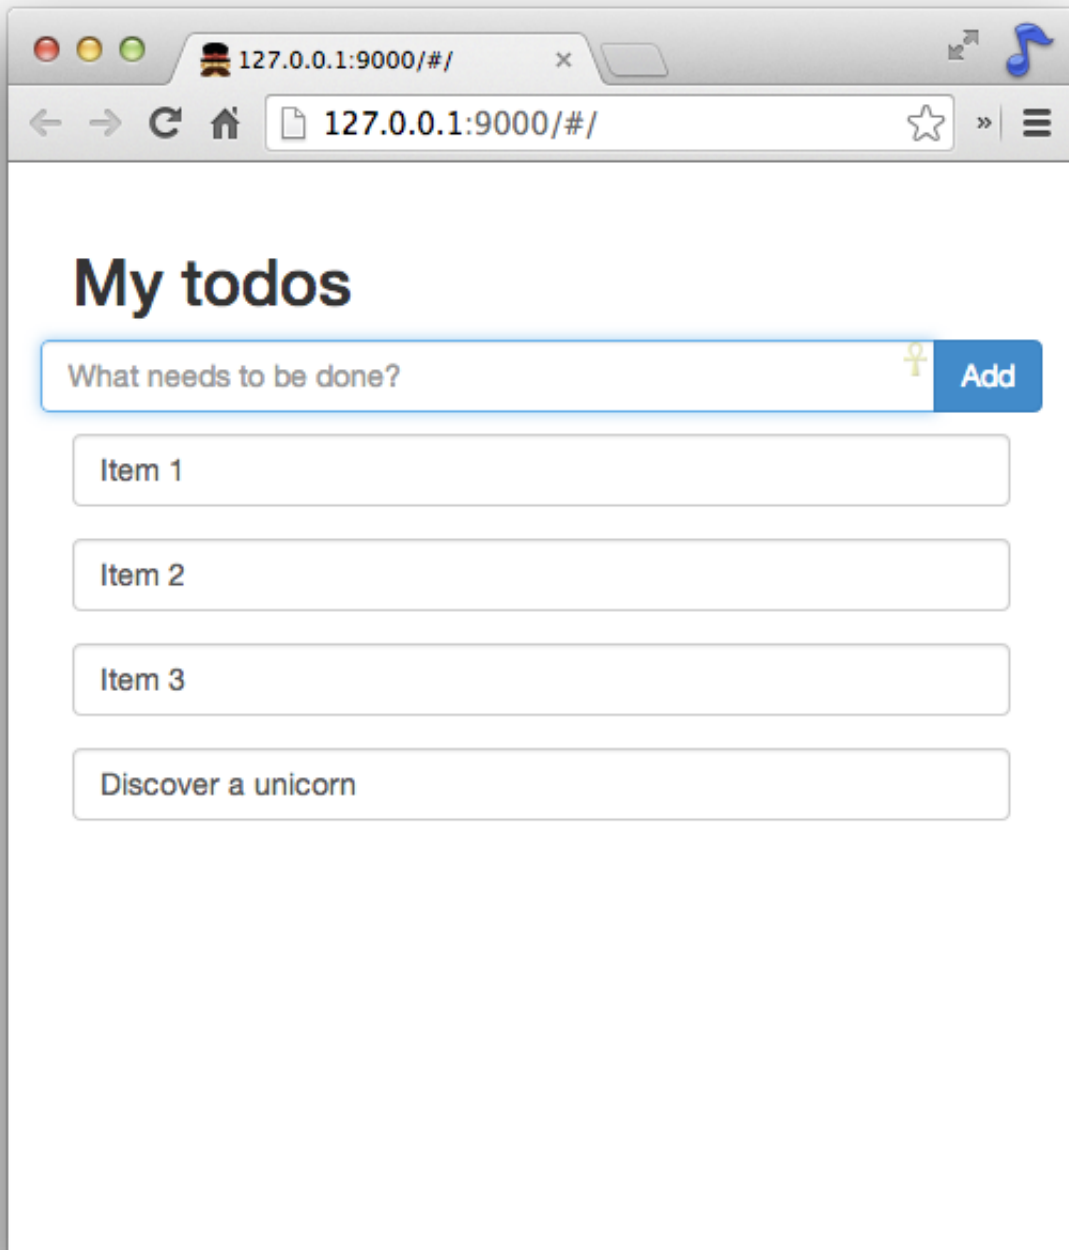 127.0.0.1:9000/#/
127.0.0.1:9000/#/
My todos
What needs to be done?
Add
Item 1
Item 2
Item 3
Discover a unicorn